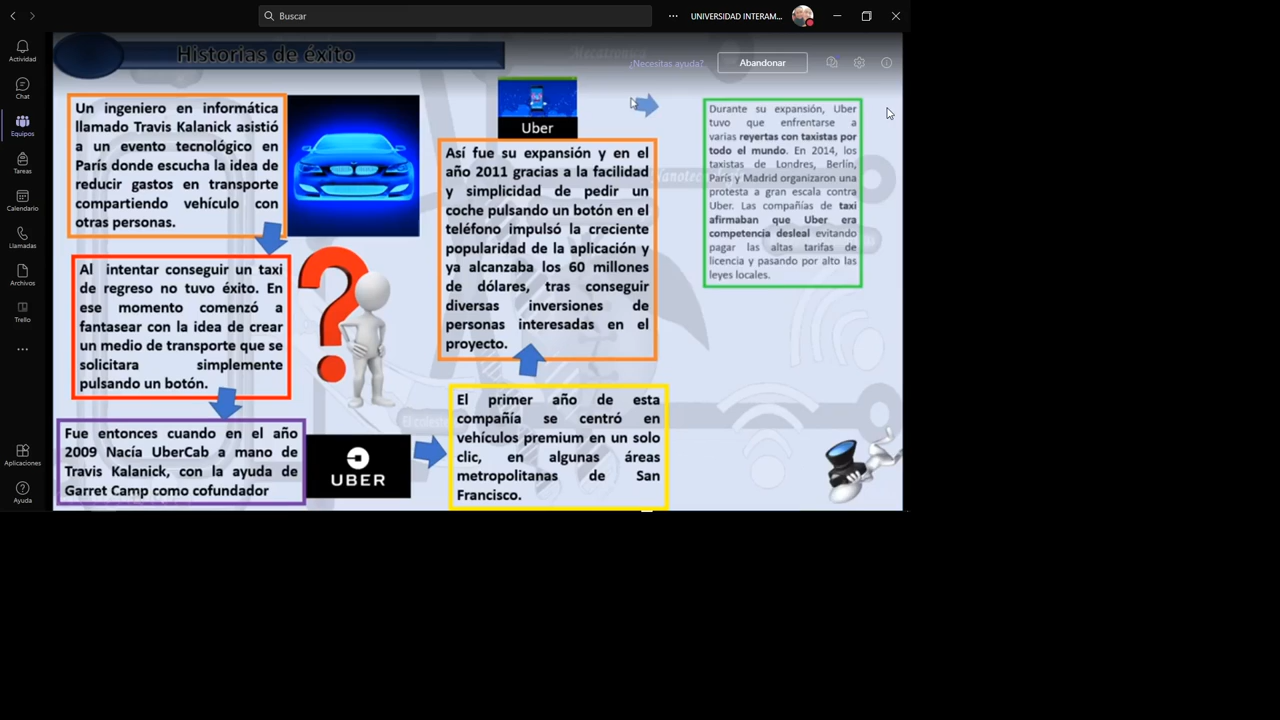 Buscar
UNIVERSIDAD INTERAM...
Actividad
Chat
Equipos
Tareas
Calendario
Llamadas
Archivos
Trello
Aplicaciones
Ayuda
Historias de éxito
Mecatronica
¿Necesitas ayuda?
Abandonar
Un ingeniero en informática
llamado Travis Kalanick asistió
a un evento tecnológico en
París donde escucha la idea de
reducir gastos en transporte
compartiendo vehículo con
otras personas.
Al intentar conseguir un taxi
de regreso no tuvo éxito. En
ese momento comenzó a
fantasear con la idea de crear
un medio de transporte que se
solicitara simplemente
pulsando un botón.
Fue entonces cuando en el año
2009 Nacía UberCab a mano de
Travis Kalanick, con la ayuda de
Garret Camp como cofundador
UBER
El primer año de esta
compañía se centró en
vehículos premium en un solo
clic, en algunas áreas
metropolitanas de San
Francisco.
Uber
Así fue su expansión y en el
año 2011 gracias a la facilidad
y simplicidad de pedir un
coche pulsando un botón en el
teléfono impulsó la creciente
popularidad de la aplicación y
ya alcanzaba los 60 millones
de dólares, tras conseguir
diversas inversiones de
personas interesadas en el
proyecto.
Durante su expansión, Uber
tuvo que enfrentarse a
varias reyertas con taxistas por
todo el mundo. En 2014, los
taxistas de Londres, Berlín,
París y Madrid organizaron una
protesta a gran escala contra
Uber. Las compañías de taxi
afirmaban que Uber era
competencia desleal evitando
pagar las altas tarifas de
licencia y pasando por alto las
leyes locales.